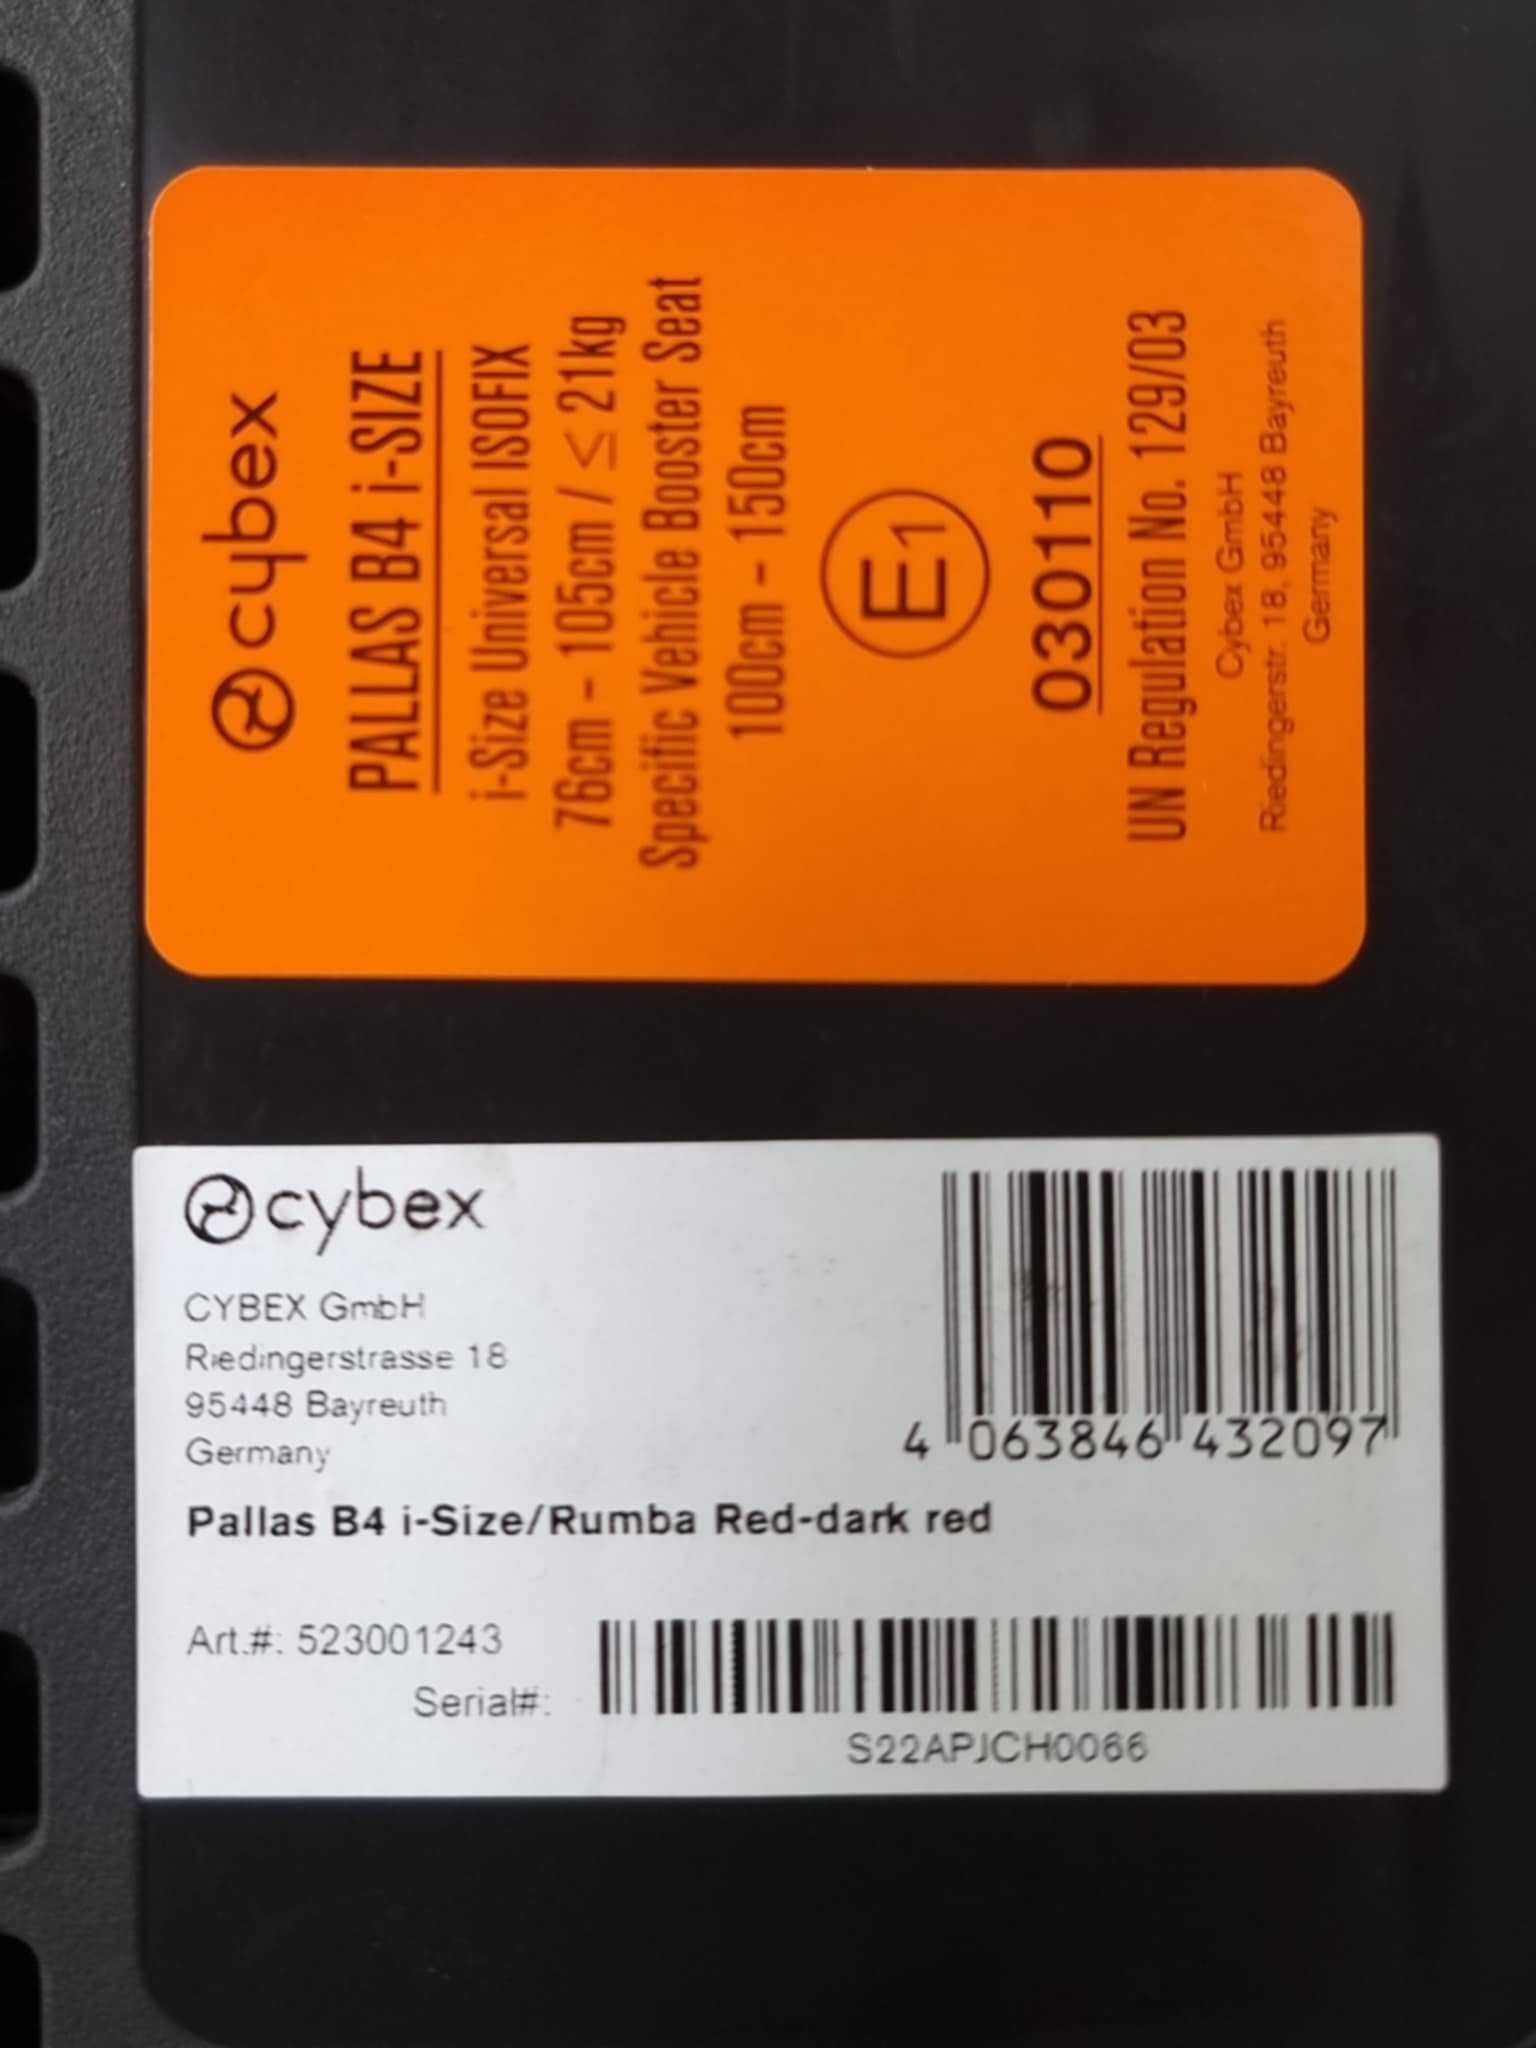 cybex
PALLAS B4 i-SIZE
i-Size Universal ISOFIX
76cm - 105cm / ≤ 21kg
Specific Vehicle Booster Seat
100cm - 150cm
E1
030110
UN Regulation No. 129/03
Cybex GmbH
Riedingerstr. 18, 95448 Bayreuth
Germany
cybex
CYBEX GmbH
Riedingerstrasse 18
95448 Bayreuth
Germany
4 063846 432097
Pallas B4 i-Size/Rumba Red-dark red
Art.#: 523001243
Serial#:
S22APJCH0066